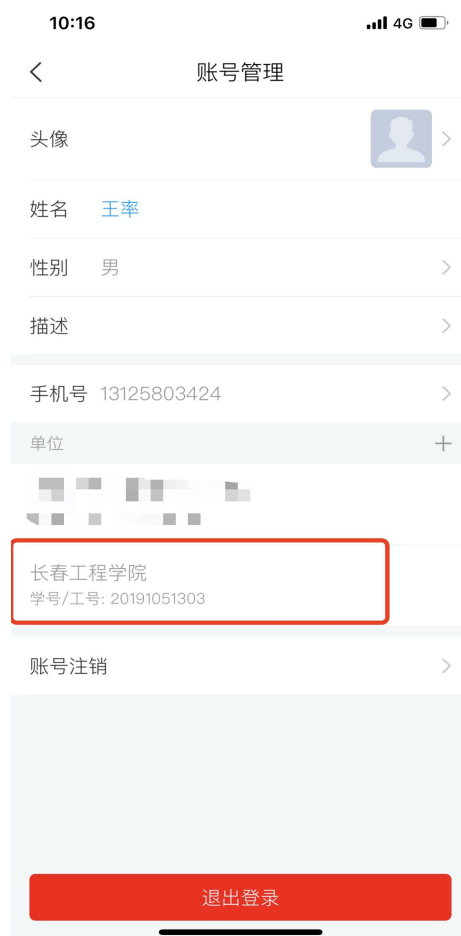 10:16
4G
账号管理
头像
姓名 王率
性别 男
描述
手机号 13125803424
单位
长春工程学院
学号/工号: 20191051303
账号注销
退出登录